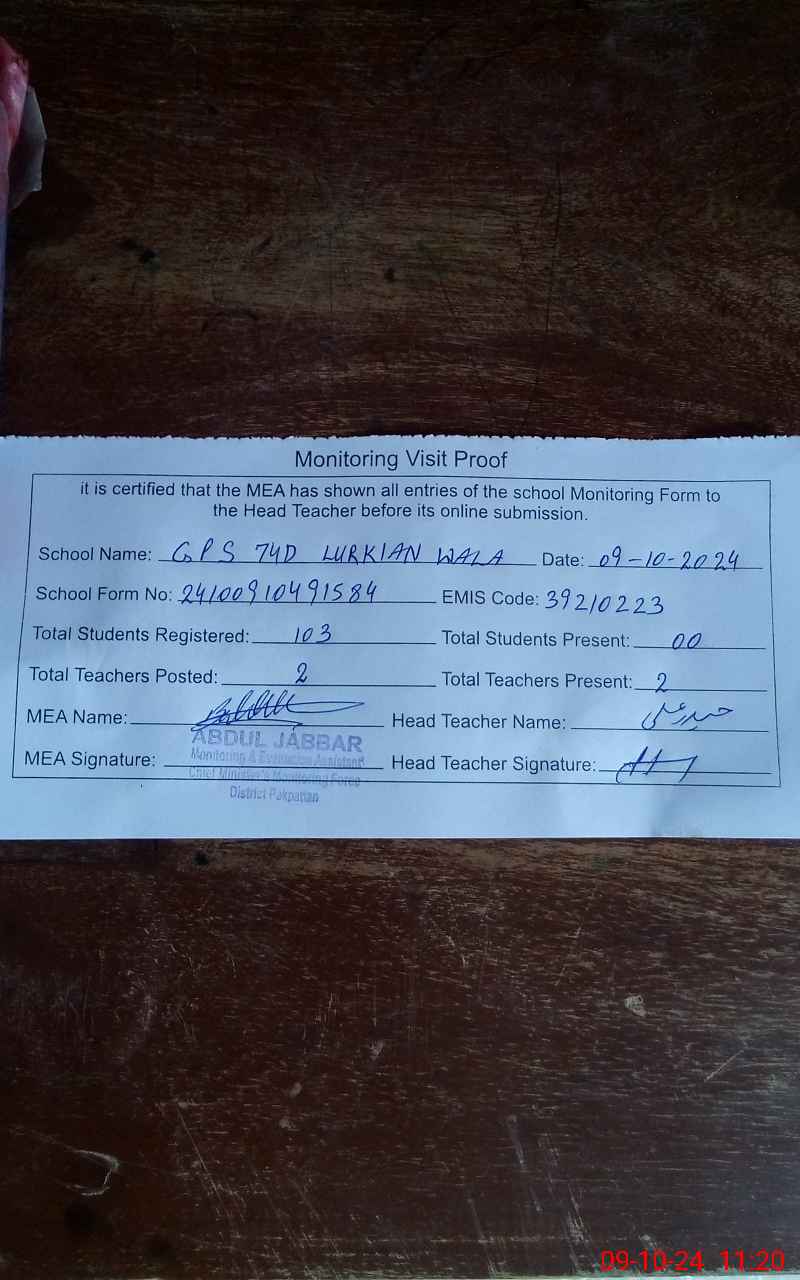 Monitoring Visit Proof
it is certified that the MEA has shown all entries of the school Monitoring Form to
the Head Teacher before its online submission.
School Name: GPS 74D LURKIAN WALA Date: 09-10-2024
School Form No: 24100910491584 EMIS Code: 39210223
Total Students Registered: 103 Total Students Present: 00
Total Teachers Posted: 2 Total Teachers Present: 2
MEA Name: Head Teacher Name: حیدر علی
ABDUL JABBAR
Monitoring & Evaluation Assistant
MEA Signature: Head Teacher Signature:
Chief Minister's Monitoring Force
District Pakpattan
09-10-24 11:20